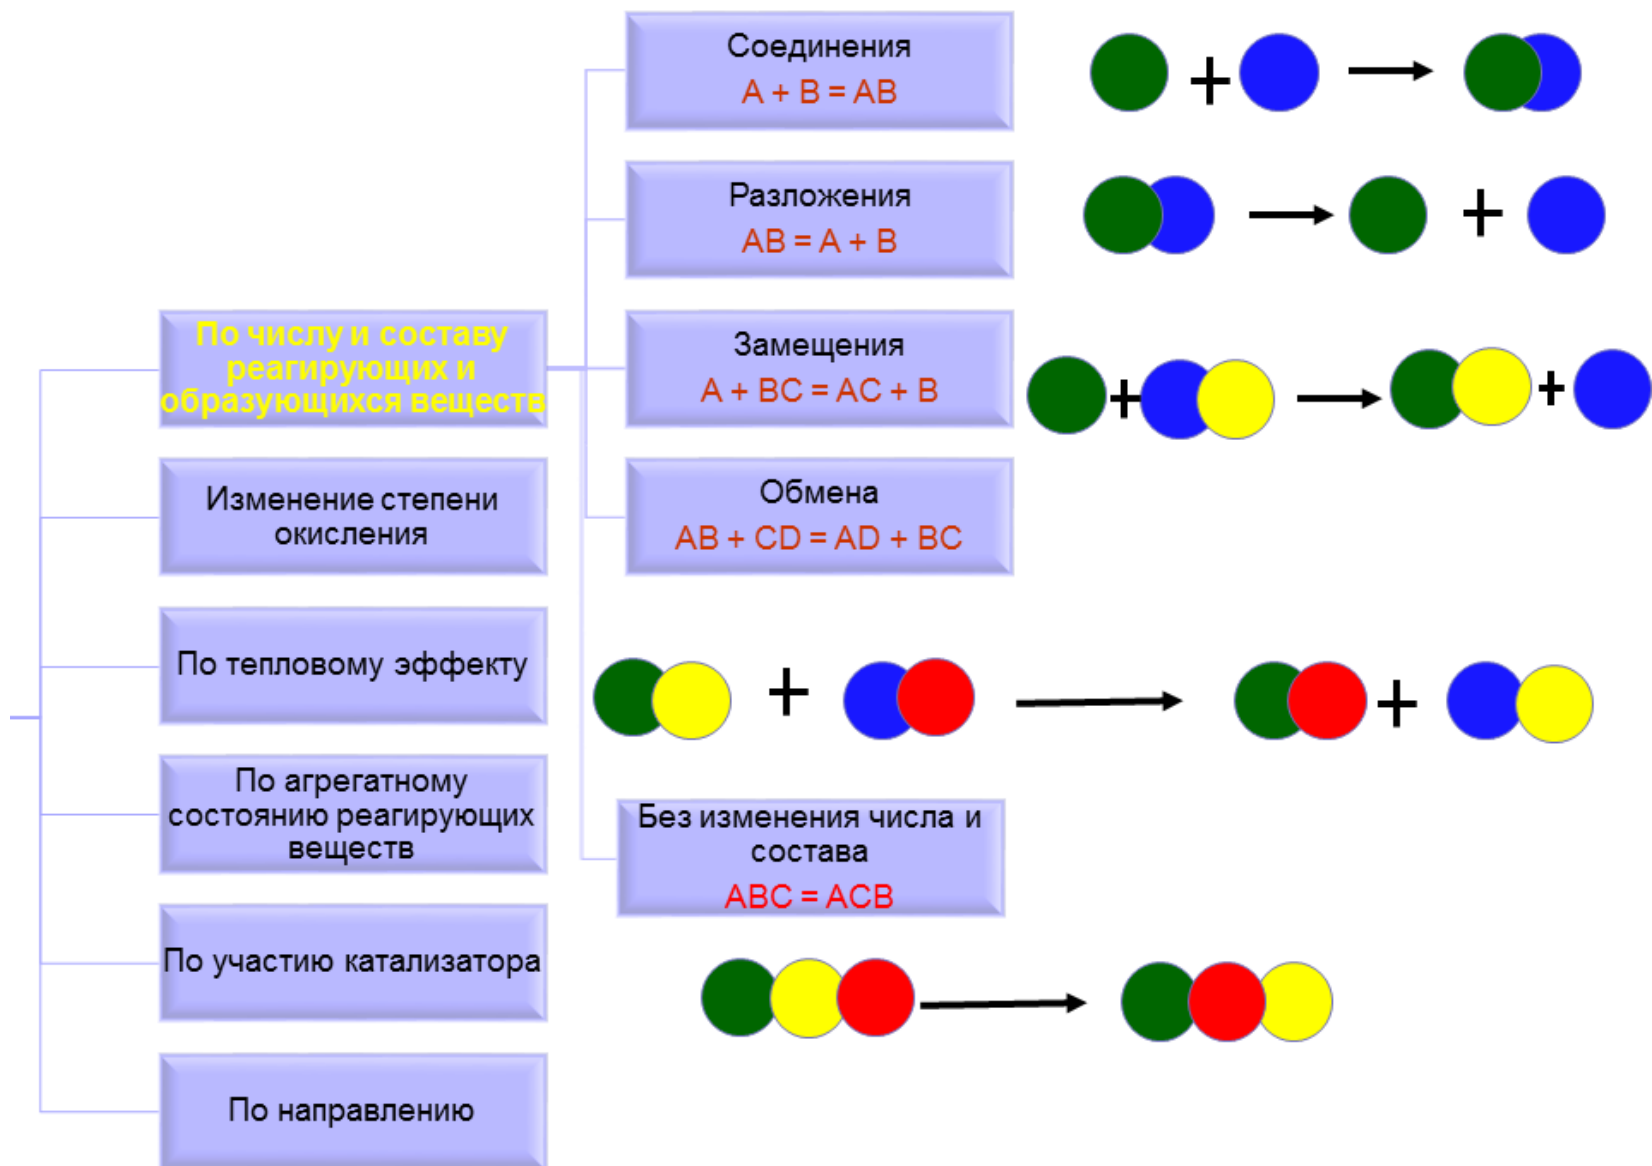 Соединения
A + B = AB
Разложения
AB = A + B
Замещения
A + BC = AC + B
Обмена
AB + CD = AD + BC
Без изменения числа и
состава
ABC = ACB
По числу и составу
реагирующих и
образующихся веществ
Изменение степени
окисления
По тепловому эффекту
По агрегатному
состоянию реагирующих
веществ
По участию катализатора
По направлению
+
+
+
+
+
+